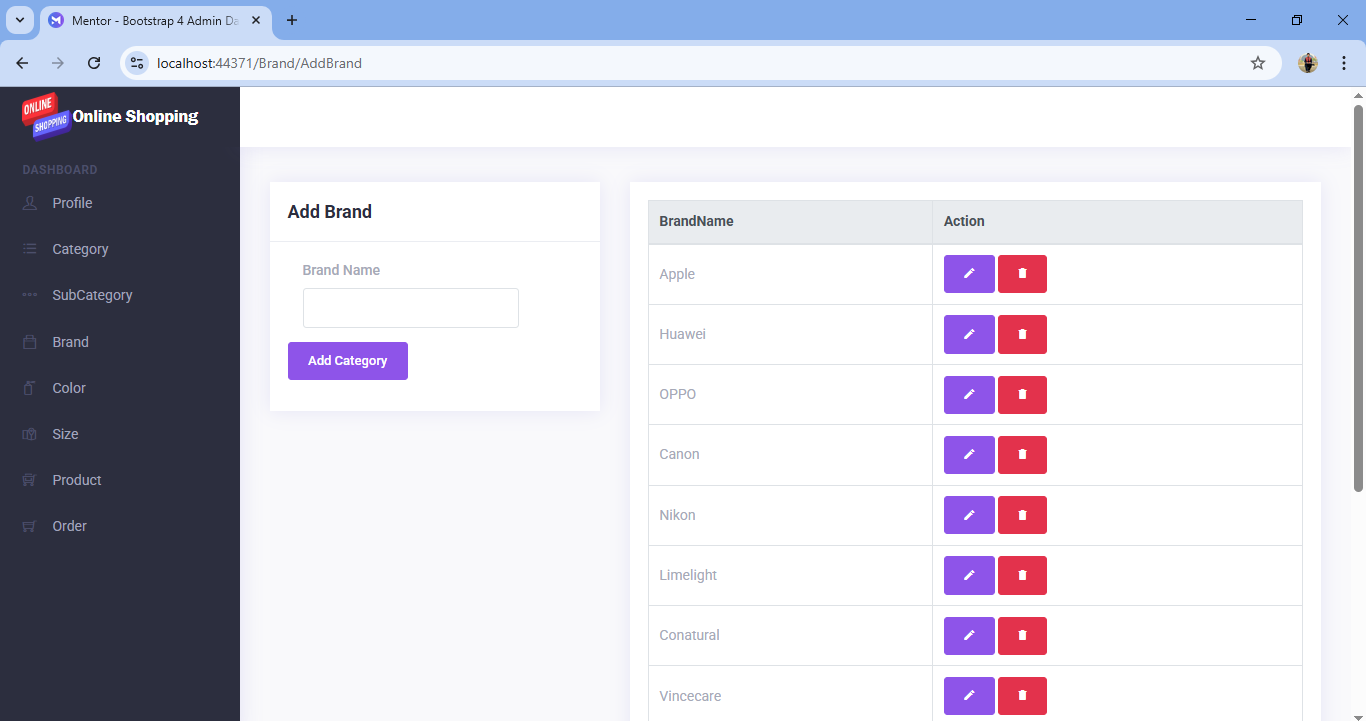 Mentor - Bootstrap 4 Admin Da
localhost:44371/Brand/AddBrand
ONLINE
SHOPPING
Online Shopping
DASHBOARD
Profile
Category
SubCategory
Brand
Color
Size
Product
Order
Add Brand
Brand Name
Add Category
BrandName Action
Apple
Huawei
OPPO
Canon
Nikon
Limelight
Conatural
Vincecare